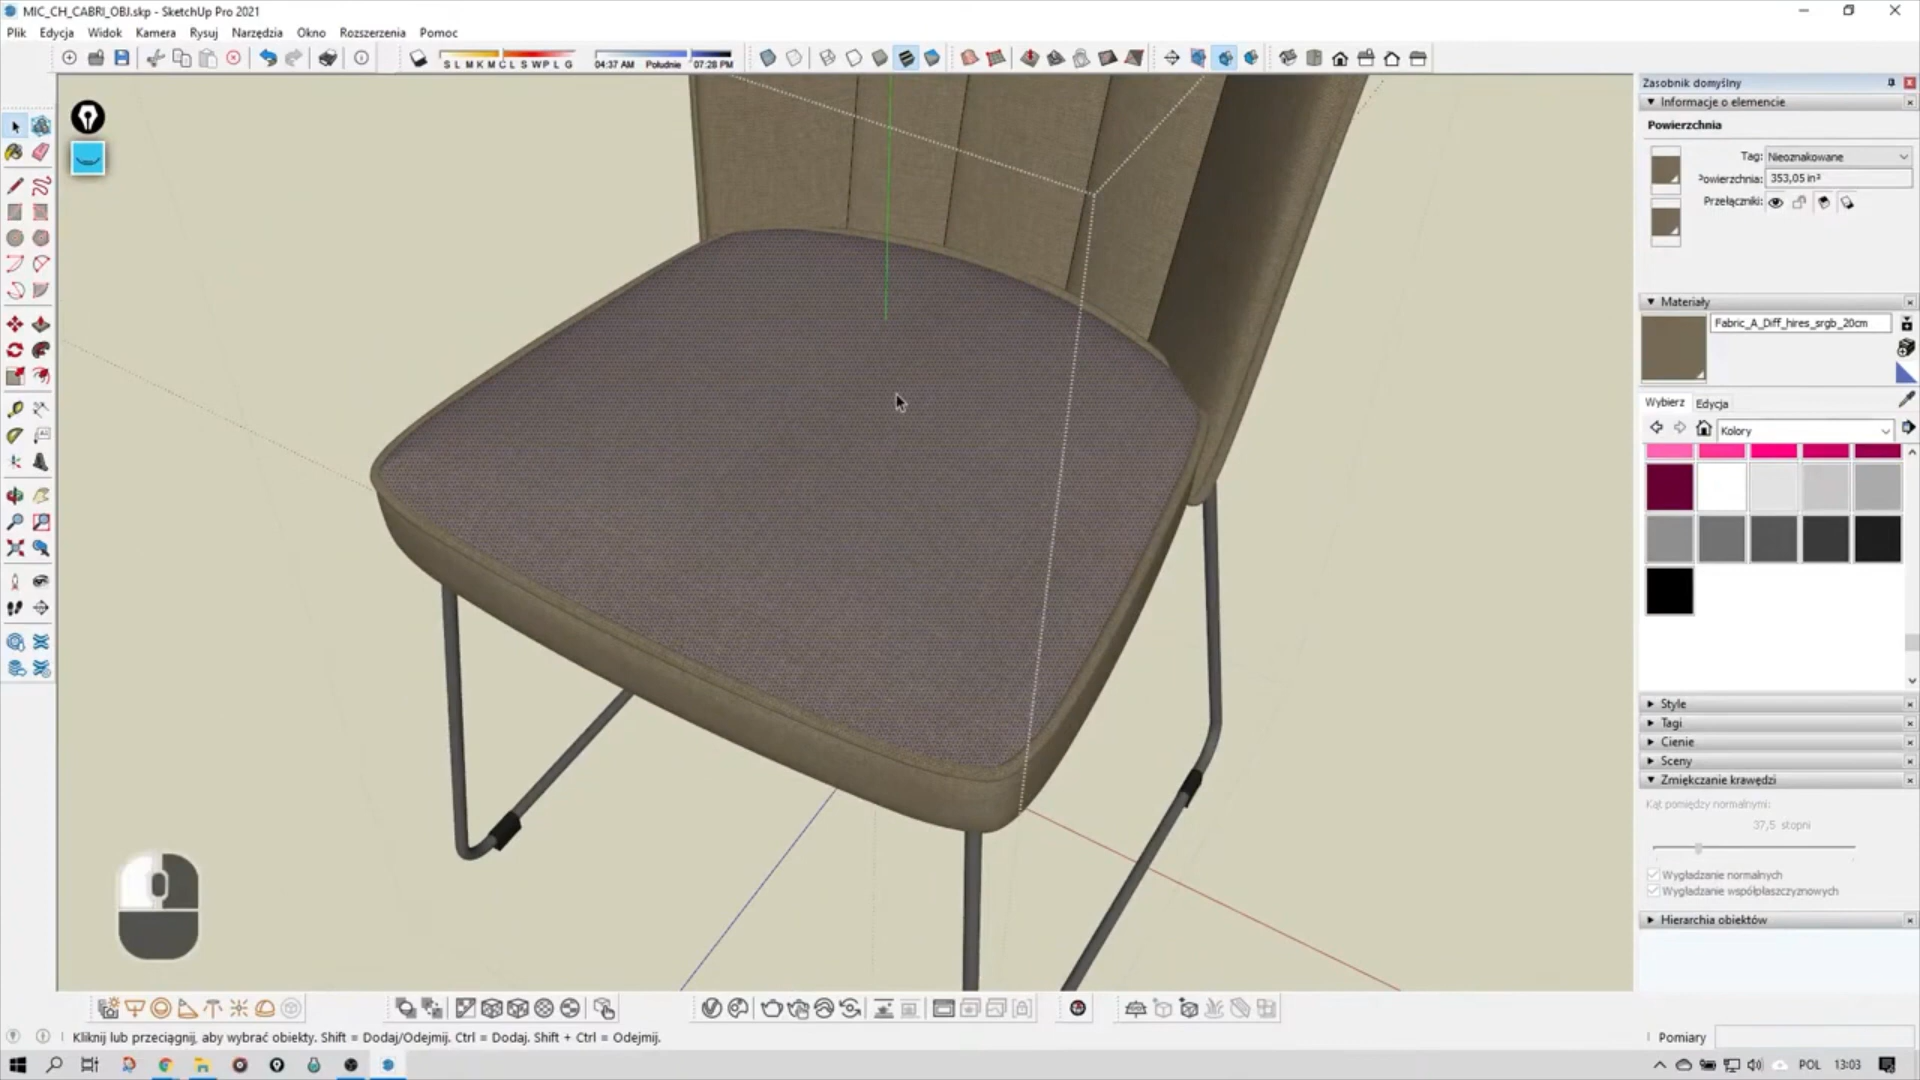 MIC_CH_CABRI_OBJ.skp - SketchUp Pro 2021
Plik Edycja Widok Kamera Rysuj Narzędzia Okno Rozszerzenia Pomoc
S L M K M C L S W P L G 04:37 AM Południe 07:28 PM
Zasobnik domyślny
Informacje o elemencie
Powierzchnia
Tag: Nieoznakowane
Powierzchnia: 353,05 in²
Przełączniki:
Materiały
Fabric_A_Diff_hires_srgb_20cm
Wybierz Edycja
Kolory
Style
Tagi
Cienie
Sceny
Zmiękczanie krawędzi
Kąt pomiędzy normalnymi:
37,5 stopni
Wygładzanie normalnych
Wygładzanie współpłaszczyznowych
Hierarchia obiektów
Kliknij lub przeciągnij, aby wybrać obiekty. Shift = Dodaj/Odejmij. Ctrl = Dodaj. Shift + Ctrl = Odejmij.
Pomiary
POL 13:03